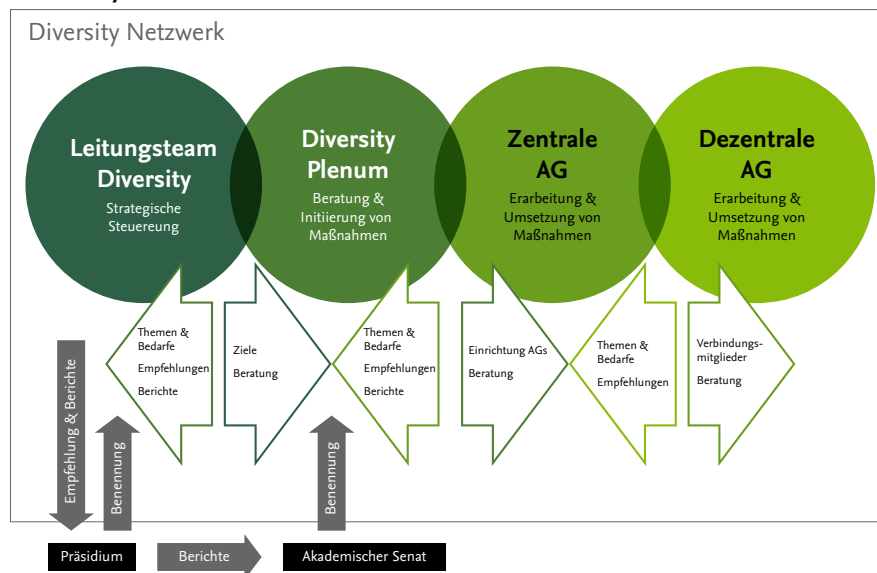 Diversity Netzwerk
Leitungsteam
Diversity
Strategische
Steuereung
Diversity
Plenum
Beratung &
Initiierung von
Maßnahmen
Zentrale
AG
Erarbeitung &
Umsetzung von
Maßnahmen
Dezentrale
AG
Erarbeitung &
Umsetzung von
Maßnahmen
Themen &
Bedarfe
Empfehlungen
Berichte
Ziele
Beratung
Themen &
Bedarfe
Empfehlungen
Berichte
Einrichtung AGs
Beratung
Themen &
Bedarfe
Empfehlungen
Verbindungs-
mitglieder
Beratung
Empfehlung & Berichte
Benennung
Benennung
Präsidium
Berichte
Akademischer Senat